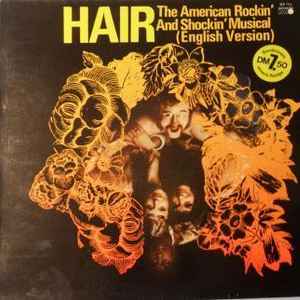 HAIR
The American Rockin'
And Shockin' Musical
(English Version)
DM 7.50